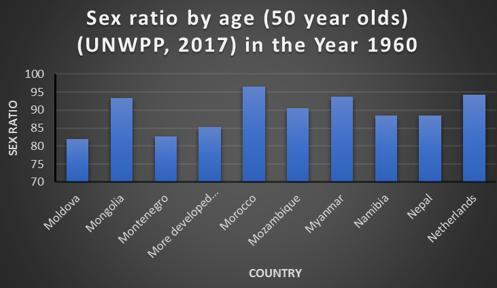 Sex ratio by age (50 year olds)
(UNWPP, 2017) in the Year 1960
SEX RATIO
100
95
90
85
80
75
70
Moldova
Mongolia
Montenegro
More developed...
Morocco
Mozambique
Myanmar
Namibia
Nepal
Netherlands
COUNTRY